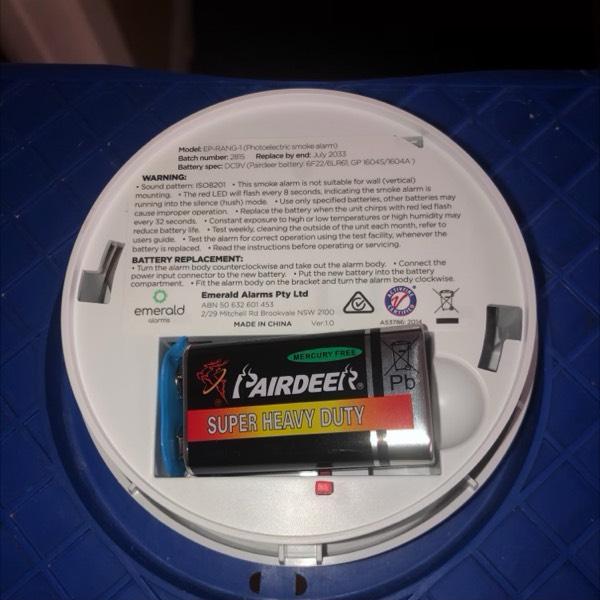 Model: EP-RANG-1 (Photoelectric smoke alarm)
Batch number: 2815 Replace by end: July 2033
Battery spec: DC9V (Pairdeer battery: 6F22/6LR61, GP 1604S/1604A )
WARNING:
• Sound pattern: ISO8201 • This smoke alarm is not suitable for wall (vertical)
mounting. • The red LED will flash every 8 seconds, indicating the smoke alarm is
running into the silence (hush) mode. • Use only specified batteries, other batteries may
cause improper operation. • Replace the battery when the unit chirps with red led flash
every 32 seconds. • Constant exposure to high or low temperatures or high humidity may
reduce battery life. • Test weekly, cleaning the outside of the unit each month, refer to
users guide. • Test the alarm for correct operation using the test facility, whenever the
battery is replaced. • Read the instructions before operating or servicing.
BATTERY REPLACEMENT:
• Turn the alarm body counterclockwise and take out the alarm body. • Connect the
power input connector to the new battery. • Put the new battery into the battery
compartment. • Fit the alarm body on the bracket and turn the alarm body clockwise.
emerald
alarms
Emerald Alarms Pty Ltd
ABN 50 632 601 453
2/29 Mitchell Rd Brookvale NSW 2100
MADE IN CHINA Ver:1.0
AS3786: 2014
MERCURY FREE
PAIRDEER®
SUPER HEAVY DUTY
Pb